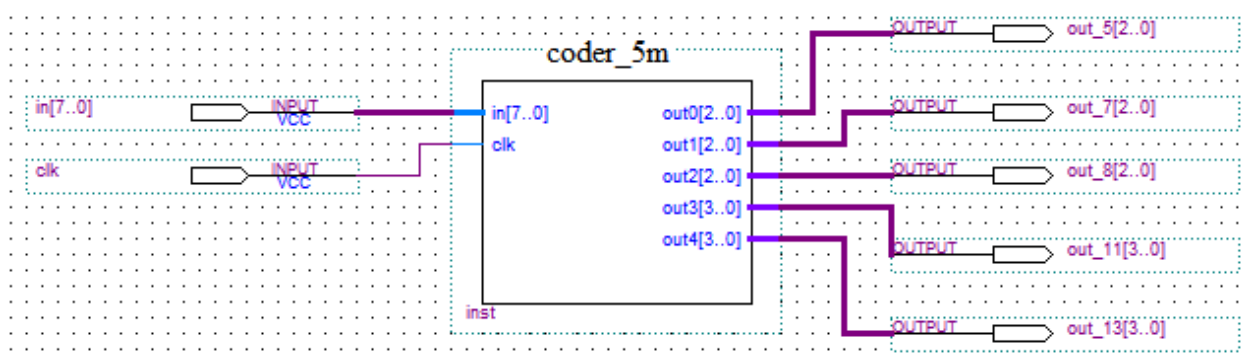 coder_5m
in[7..0]
INPUT
VCC
clk
INPUT
VCC
in[7..0]
clk
out0[2..0]
out1[2..0]
out2[2..0]
out3[3..0]
out4[3..0]
inst
OUTPUT
out_5[2..0]
OUTPUT
out_7[2..0]
OUTPUT
out_8[2..0]
OUTPUT
out_11[3..0]
OUTPUT
out_13[3..0]